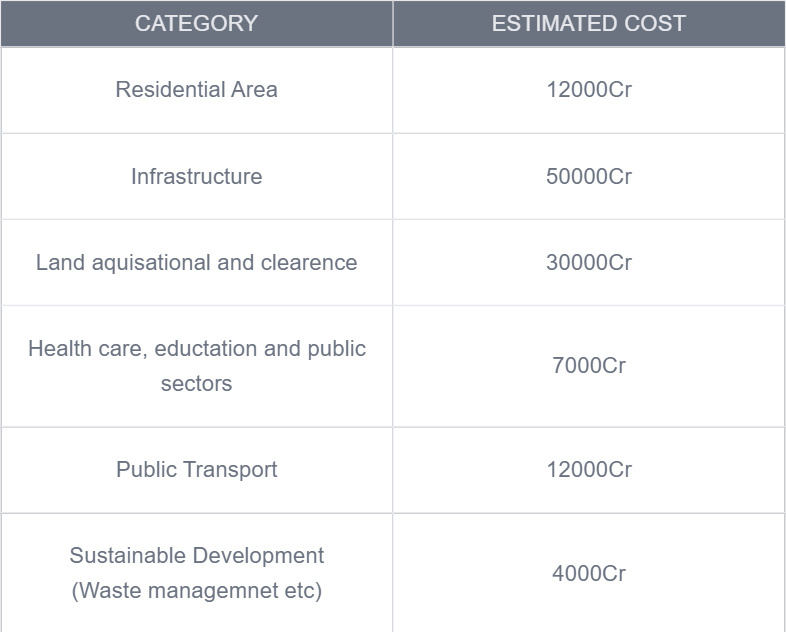 CATEGORY ESTIMATED COST
Residential Area 12000Cr
Infrastructure 50000Cr
Land aquisational and clearence 30000Cr
Health care, eductation and public
sectors
7000Cr
Public Transport 12000Cr
Sustainable Development
(Waste managemnet etc)
4000Cr